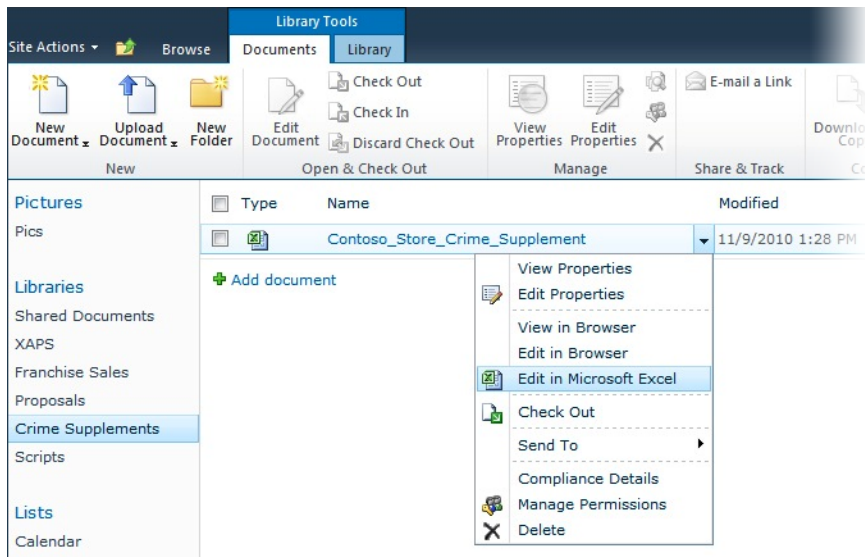 Library Tools
Site Actions
Browse
Documents
Library
New Document
Upload Document
New Folder
New
Edit Document
Check Out
Check In
Discard Check Out
Open & Check Out
View Properties
Edit Properties
Manage
E-mail a Link
Share & Track
Pictures
Pics
Libraries
Shared Documents
XAPS
Franchise Sales
Proposals
Crime Supplements
Scripts
Lists
Calendar
Type Name Modified
Contoso_Store_Crime_Supplement 11/9/2010 1:28 PM
Add document
View Properties
Edit Properties
View in Browser
Edit in Browser
Edit in Microsoft Excel
Check Out
Send To
Compliance Details
Manage Permissions
Delete